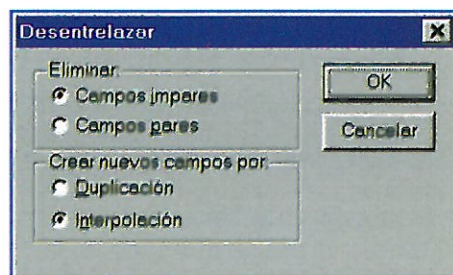 Desentrelazar
Eliminar:
Campos impares
Campos pares
Crear nuevos campos por:
Duplicación
Interpolación
OK
Cancelar